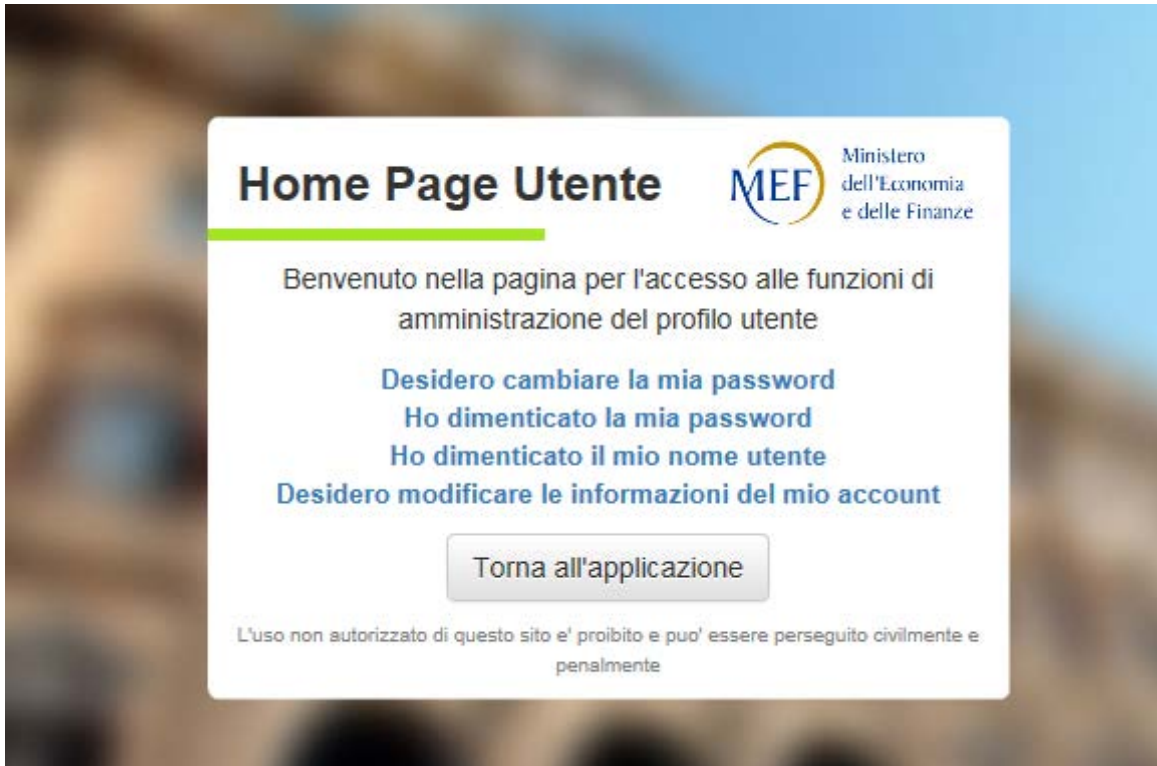 Home Page Utente
MEF
Ministero
dell'Economia
e delle Finanze
Benvenuto nella pagina per l'accesso alle funzioni di
amministrazione del profilo utente
Desidero cambiare la mia password
Ho dimenticato la mia password
Ho dimenticato il mio nome utente
Desidero modificare le informazioni del mio account
Torna all'applicazione
L'uso non autorizzato di questo sito e' proibito e puo' essere perseguito civilmente e
penalmente